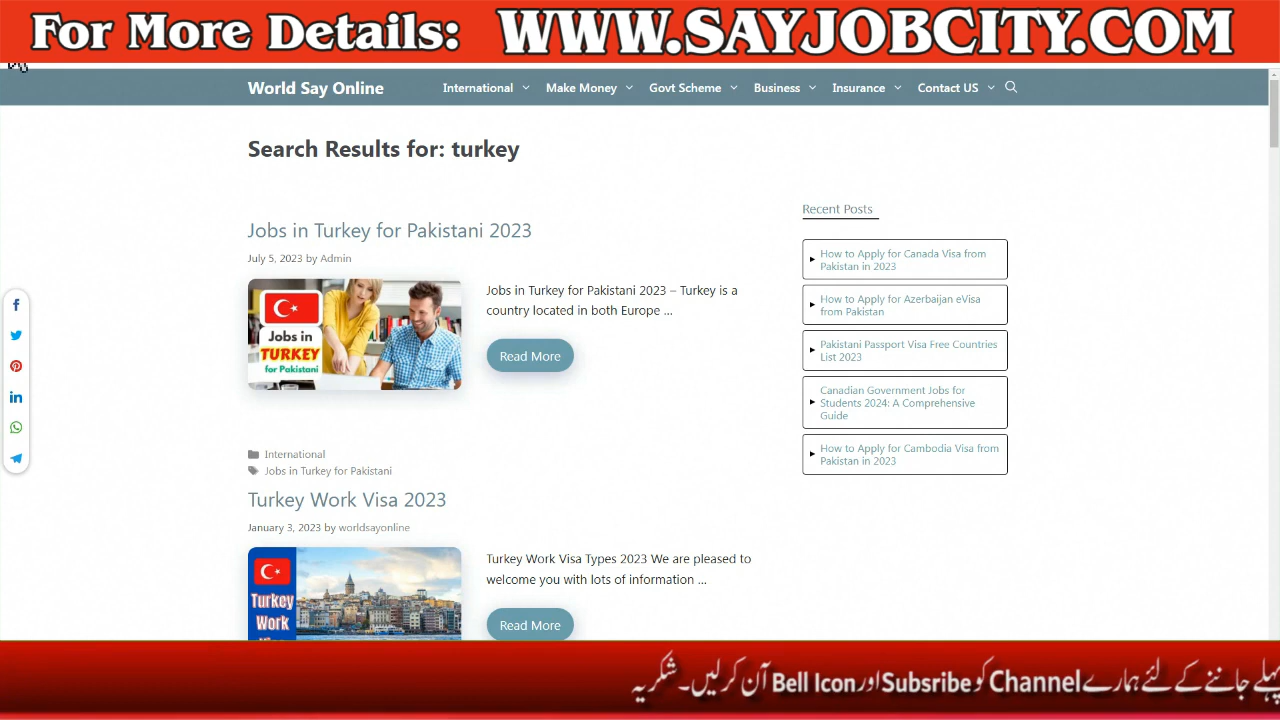 For More Details: WWW.SAYJOBCITY.COM
World Say Online
International Make Money Govt Scheme Business Insurance Contact US
Search Results for: turkey
Jobs in Turkey for Pakistani 2023
July 5, 2023 by Admin
Jobs in
TURKEY
for Pakistani
Jobs in Turkey for Pakistani 2023 – Turkey is a
country located in both Europe ...
Read More
International
Jobs in Turkey for Pakistani
Turkey Work Visa 2023
January 3, 2023 by worldsayonline
Turkey
Work
Turkey Work Visa Types 2023 We are pleased to
welcome you with lots of information ...
Read More
Recent Posts
How to Apply for Canada Visa from
Pakistan in 2023
How to Apply for Azerbaijan eVisa
from Pakistan
Pakistani Passport Visa Free Countries
List 2023
Canadian Government Jobs for
Students 2024: A Comprehensive
Guide
How to Apply for Cambodia Visa from
Pakistan in 2023
پہلے جاننے کے لئے ہمارے Channel کو Subsribe اور Bell Icon آن کرلیں۔ شکریہ